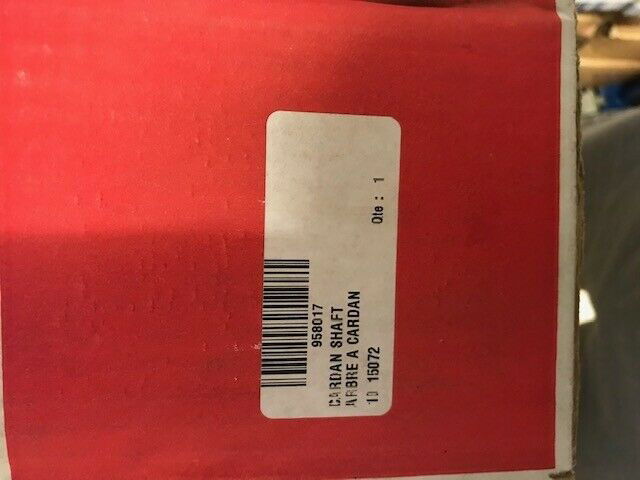 958017
CARDAN SHAFT
ARBRE A CARDAN
10 15072
Qte : 1